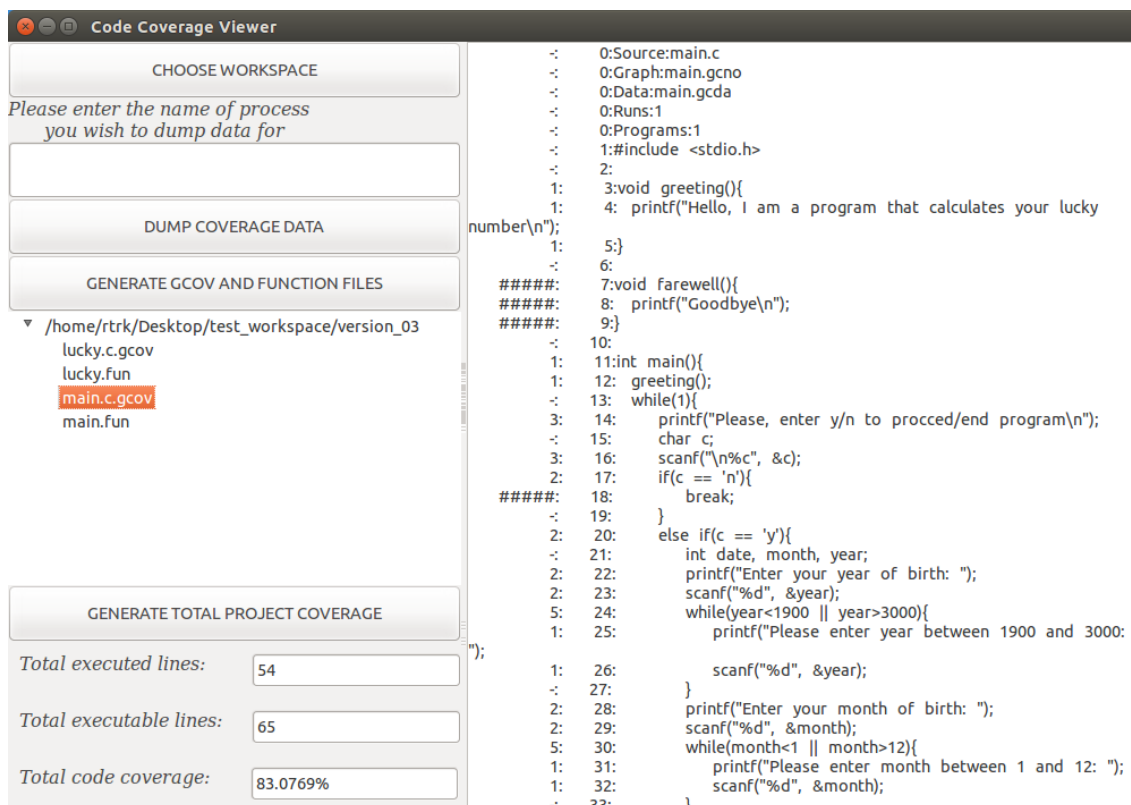 Code Coverage Viewer
CHOOSE WORKSPACE
Please enter the name of process
you wish to dump data for
DUMP COVERAGE DATA
GENERATE GCOV AND FUNCTION FILES
/home/rtrk/Desktop/test_workspace/version_03
lucky.c.gcov
lucky.fun
main.c.gcov
main.fun
GENERATE TOTAL PROJECT COVERAGE
Total executed lines: 54
Total executable lines: 65
Total code coverage: 83.0769%
-: 0:Source:main.c
-: 0:Graph:main.gcno
-: 0:Data:main.gcda
-: 0:Runs:1
-: 0:Programs:1
-: 1:#include <stdio.h>
-: 2:
1: 3:void greeting(){
1: 4: printf("Hello, I am a program that calculates your lucky
number\n");
1: 5:}
-: 6:
#####: 7:void farewell(){
#####: 8: printf("Goodbye\n");
#####: 9:}
-: 10:
1: 11:int main(){
1: 12: greeting();
-: 13: while(1){
3: 14: printf("Please, enter y/n to procced/end program\n");
-: 15: char c;
3: 16: scanf("\n%c", &c);
2: 17: if(c == 'n'){
#####: 18: break;
-: 19: }
2: 20: else if(c == 'y'){
-: 21: int date, month, year;
2: 22: printf("Enter your year of birth: ");
2: 23: scanf("%d", &year);
5: 24: while(year<1900 || year>3000){
1: 25: printf("Please enter year between 1900 and 3000:
");
1: 26: scanf("%d", &year);
-: 27: }
2: 28: printf("Enter your month of birth: ");
2: 29: scanf("%d", &month);
5: 30: while(month<1 || month>12){
1: 31: printf("Please enter month between 1 and 12: ");
1: 32: scanf("%d", &month);
-: 33: }